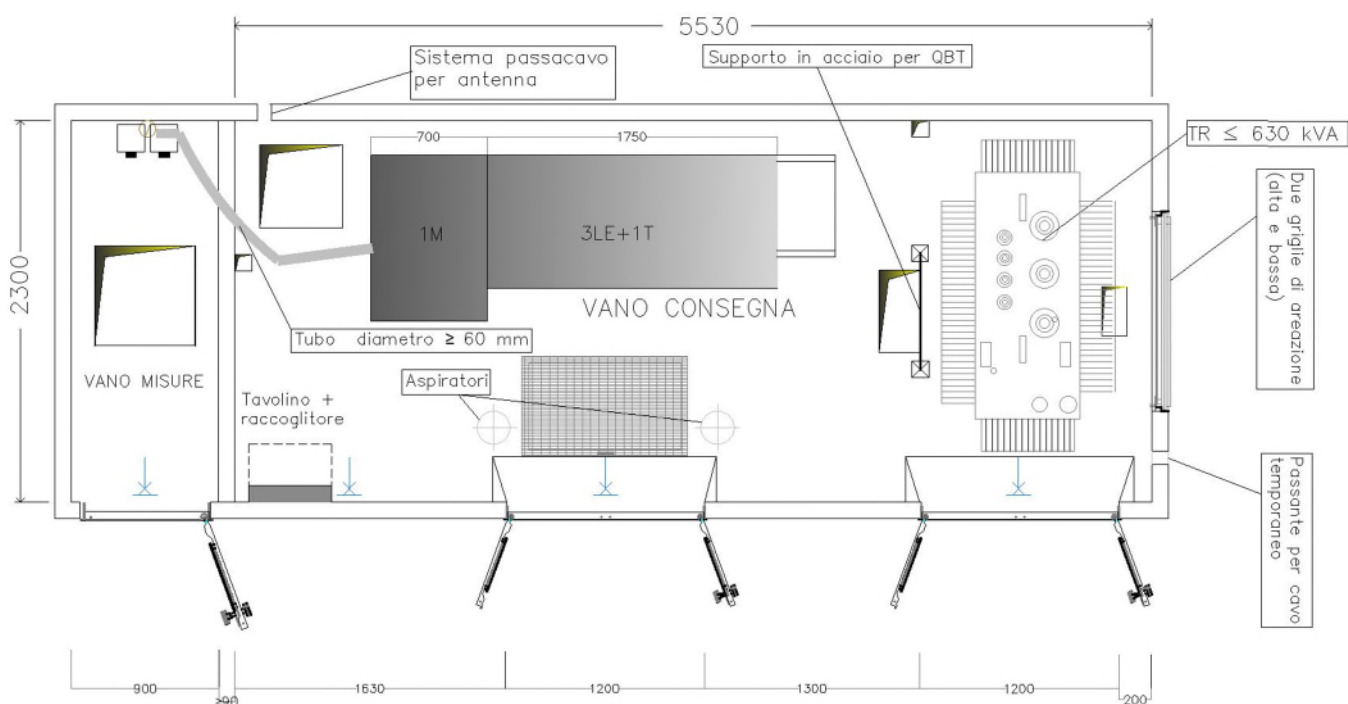 5530
Sistema passacavo
per antenna
Supporto in acciaio per QBT
TR ≤ 630 kVA
700
1750
Due griglie di areazione
(alta e bassa)
1M
3LE+1T
2300
VANO CONSEGNA
Tubo diametro ≥ 60 mm
VANO MISURE
Aspiratori
Tavolino +
raccoglitore
Passante per cavo
temporaneo
900
≥90
1630
1200
1300
1200
200